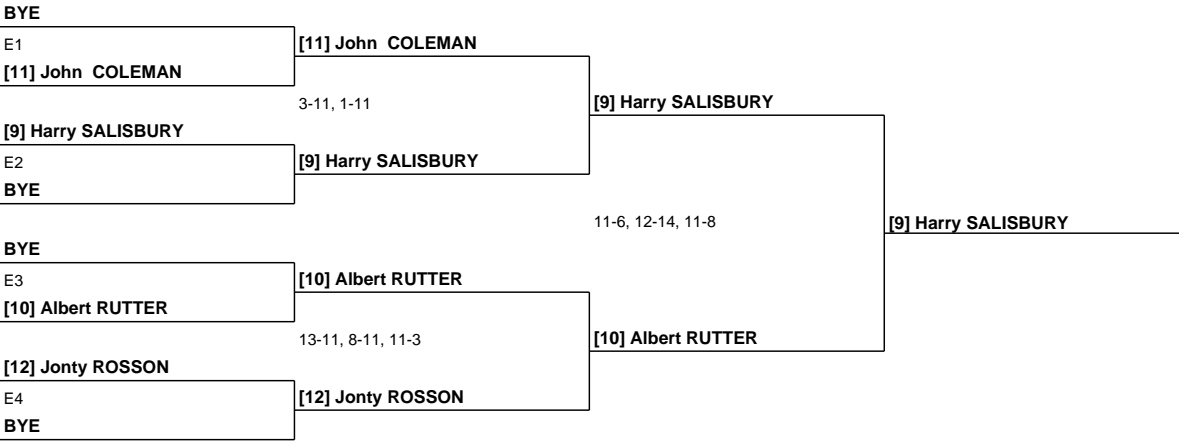 BYE
E1
[11] John COLEMAN
[11] John COLEMAN
3-11, 1-11
[9] Harry SALISBURY
[9] Harry SALISBURY
E2
[9] Harry SALISBURY
BYE
11-6, 12-14, 11-8
[9] Harry SALISBURY
BYE
E3
[10] Albert RUTTER
[10] Albert RUTTER
13-11, 8-11, 11-3
[10] Albert RUTTER
[12] Jonty ROSSON
E4
[12] Jonty ROSSON
BYE